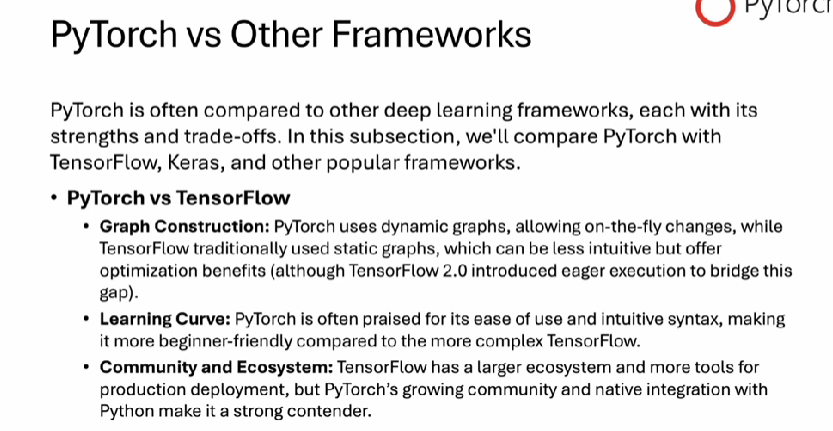 PyTorch
PyTorch vs Other Frameworks
PyTorch is often compared to other deep learning frameworks, each with its
strengths and trade-offs. In this subsection, we'll compare PyTorch with
TensorFlow, Keras, and other popular frameworks.
• PyTorch vs TensorFlow
• Graph Construction: PyTorch uses dynamic graphs, allowing on-the-fly changes, while
TensorFlow traditionally used static graphs, which can be less intuitive but offer
optimization benefits (although TensorFlow 2.0 introduced eager execution to bridge this
gap).
• Learning Curve: PyTorch is often praised for its ease of use and intuitive syntax, making
it more beginner-friendly compared to the more complex TensorFlow.
• Community and Ecosystem: TensorFlow has a larger ecosystem and more tools for
production deployment, but PyTorch’s growing community and native integration with
Python make it a strong contender.